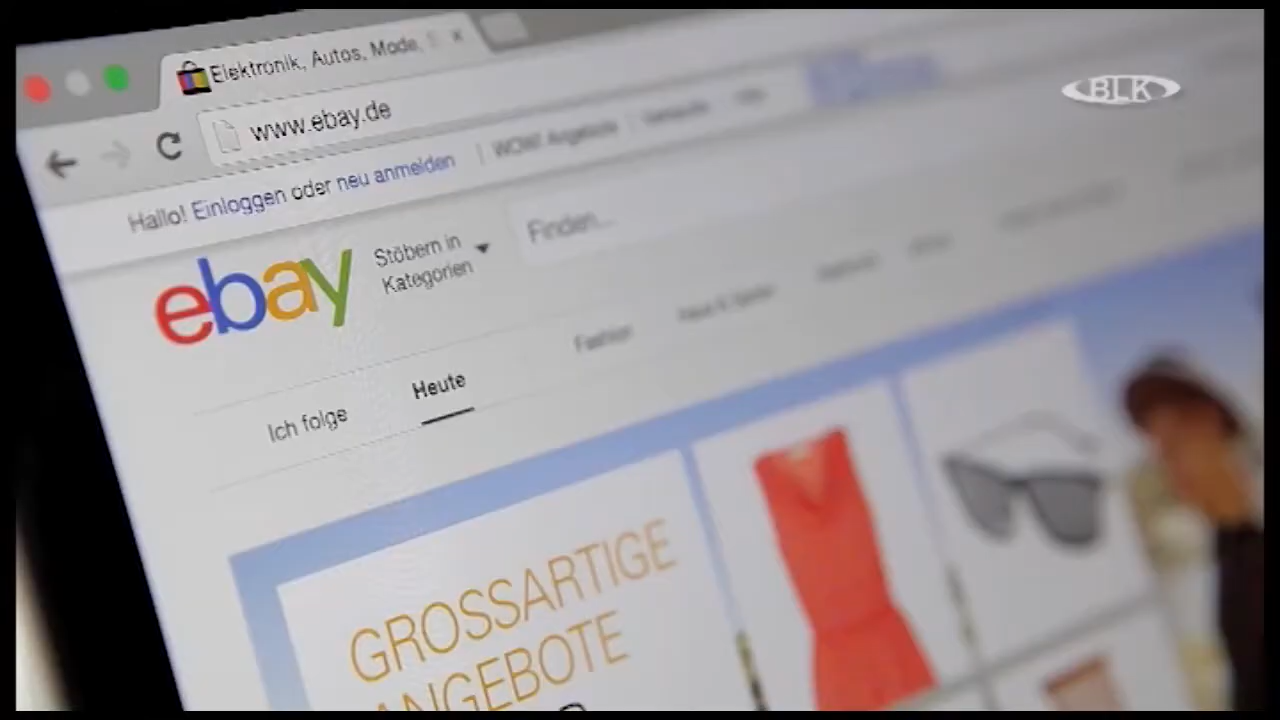 BLK
Elektronik, Autos, Mode,
www.ebay.de
Hallo! Einloggen oder neu anmelden | WOW! Angebote
ebay
Stöbern in
Kategorien
Finden...
Ich folge
Heute
Fashion
GROSSARTIGE
ANGEBOTE